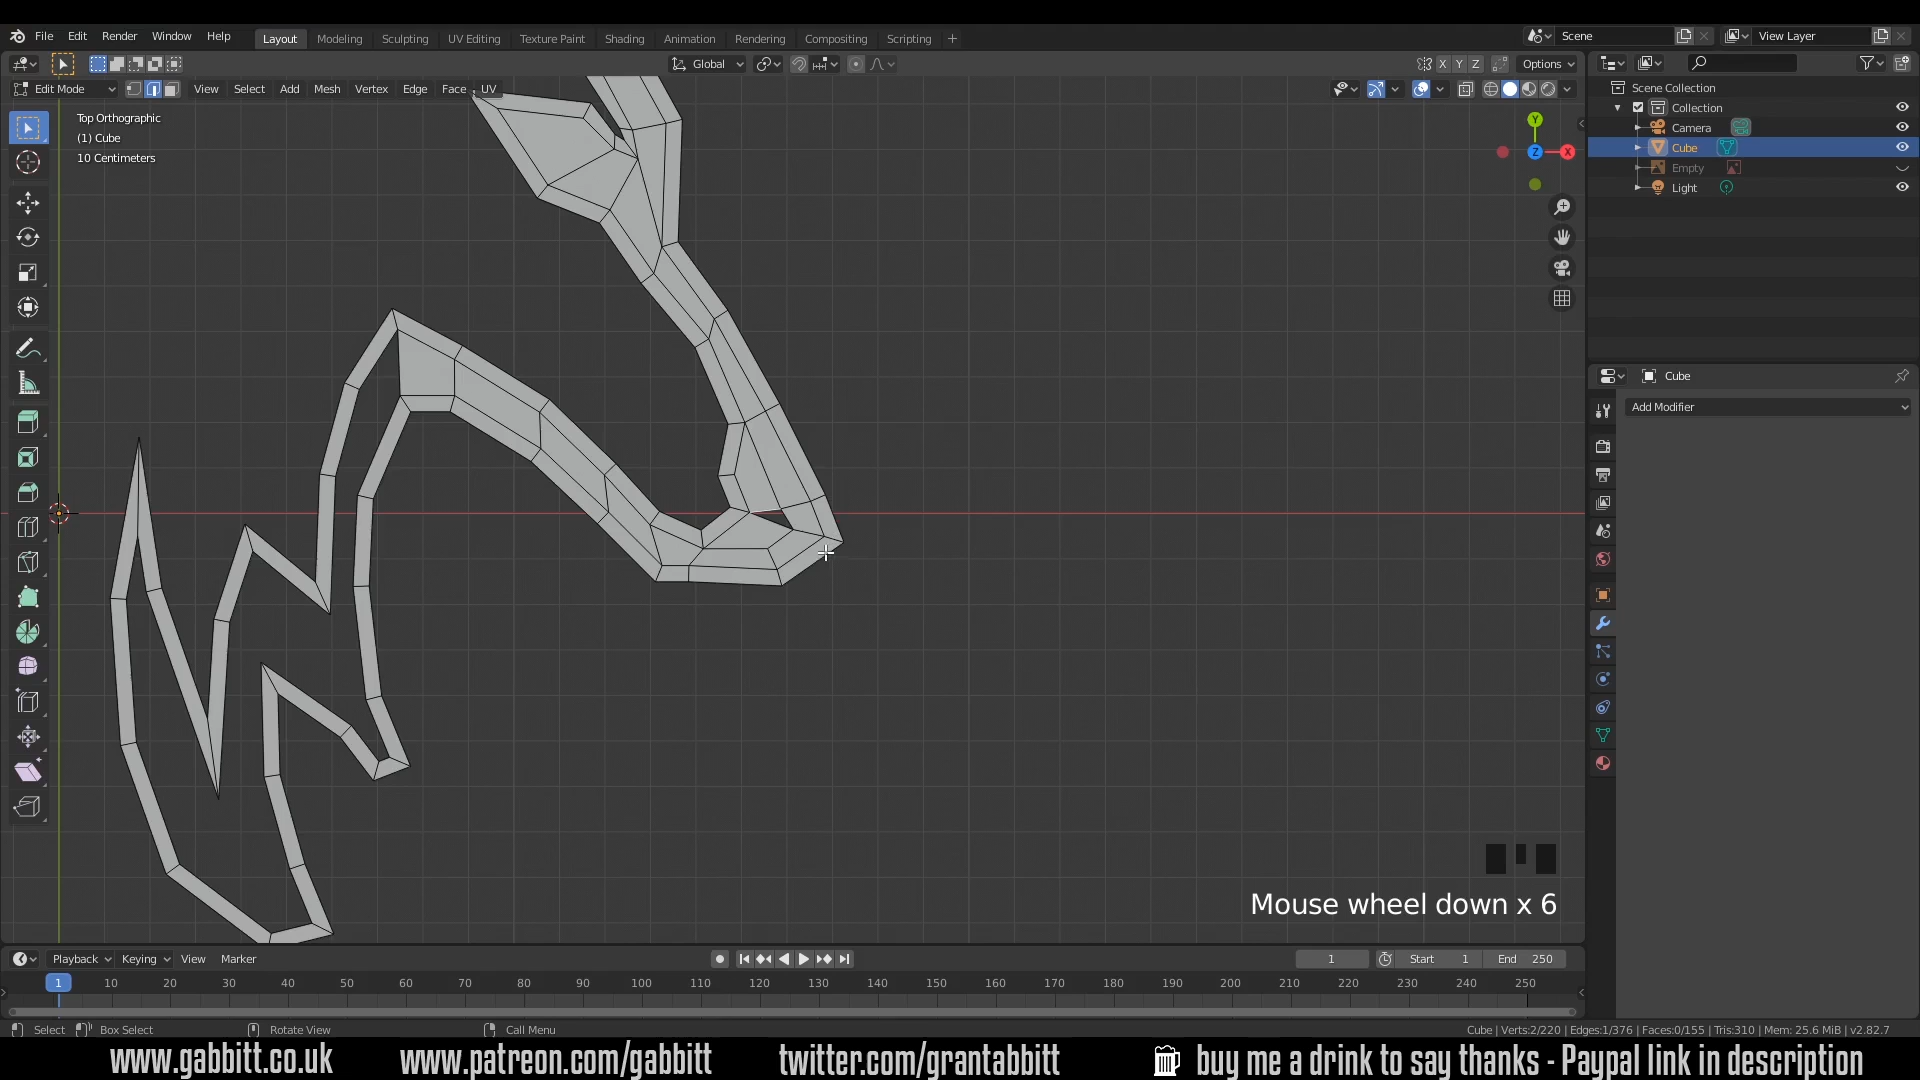 File Edit Render Window Help Layout Modeling Sculpting UV Editing Texture Paint Shading Animation Rendering Compositing Scripting + Scene View Layer
Global X Y Z Options
Edit Mode View Select Add Mesh Vertex Edge Face UV
Top Orthographic
(1) Cube
10 Centimeters
Y
Z X
Scene Collection
Collection
Camera
Cube
Empty
Light
Cube
Add Modifier
Mouse wheel down x 6
Playback Keying View Marker 1 Start 1 End 250
1 10 20 30 40 50 60 70 80 90 100 110 120 130 140 150 160 170 180 190 200 210 220 230 240 250
Select Box Select Rotate View Call Menu Cube | Verts:2/220 | Edges:1/376 | Faces:0/155 | Tris:310 | Mem: 25.6 MiB | v2.82.7
www.gabbitt.co.uk www.patreon.com/gabbitt twitter.com/grantabbitt buy me a drink to say thanks - Paypal link in description